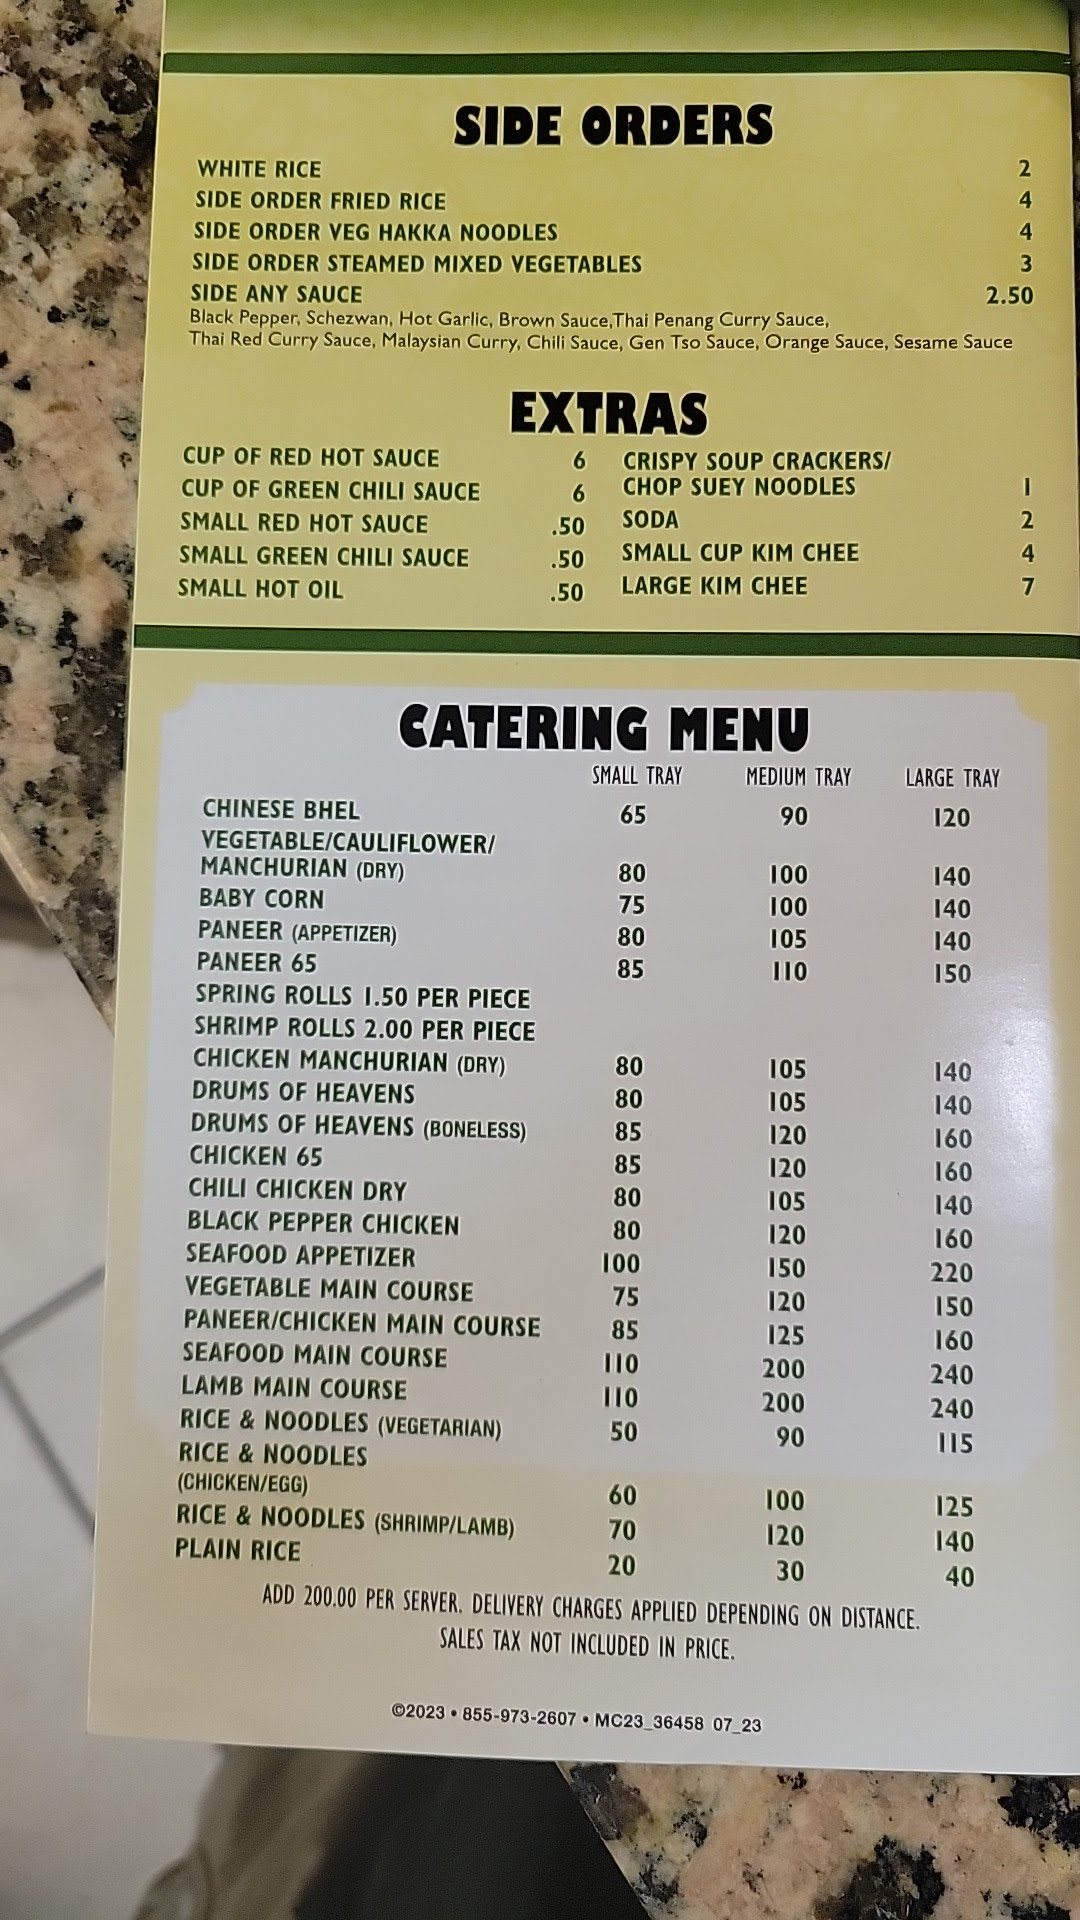 SIDE ORDERS
WHITE RICE 2
SIDE ORDER FRIED RICE 4
SIDE ORDER VEG HAKKA NOODLES 4
SIDE ORDER STEAMED MIXED VEGETABLES 3
SIDE ANY SAUCE 2.50
Black Pepper, Schezwan, Hot Garlic, Brown Sauce,Thai Penang Curry Sauce,
Thai Red Curry Sauce, Malaysian Curry, Chili Sauce, Gen Tso Sauce, Orange Sauce, Sesame Sauce
EXTRAS
CUP OF RED HOT SAUCE 6
CUP OF GREEN CHILI SAUCE 6
SMALL RED HOT SAUCE .50
SMALL GREEN CHILI SAUCE .50
SMALL HOT OIL .50
CRISPY SOUP CRACKERS/
CHOP SUEY NOODLES 1
SODA 2
SMALL CUP KIM CHEE 4
LARGE KIM CHEE 7
CATERING MENU
SMALL TRAY MEDIUM TRAY LARGE TRAY
CHINESE BHEL 65 90 120
VEGETABLE/CAULIFLOWER/
MANCHURIAN (DRY) 80 100 140
BABY CORN 75 100 140
PANEER (APPETIZER) 80 105 140
PANEER 65 85 110 150
SPRING ROLLS 1.50 PER PIECE
SHRIMP ROLLS 2.00 PER PIECE
CHICKEN MANCHURIAN (DRY) 80 105 140
DRUMS OF HEAVENS 80 105 140
DRUMS OF HEAVENS (BONELESS) 85 120 160
CHICKEN 65 85 120 160
CHILI CHICKEN DRY 80 105 140
BLACK PEPPER CHICKEN 80 120 160
SEAFOOD APPETIZER 100 150 220
VEGETABLE MAIN COURSE 75 120 150
PANEER/CHICKEN MAIN COURSE 85 125 160
SEAFOOD MAIN COURSE 110 200 240
LAMB MAIN COURSE 110 200 240
RICE & NOODLES (VEGETARIAN) 50 90 115
RICE & NOODLES
(CHICKEN/EGG) 60 100 125
RICE & NOODLES (SHRIMP/LAMB) 70 120 140
PLAIN RICE 20 30 40
ADD 200.00 PER SERVER. DELIVERY CHARGES APPLIED DEPENDING ON DISTANCE.
SALES TAX NOT INCLUDED IN PRICE.
©2023 • 855-973-2607 • MC23_36458 07_23